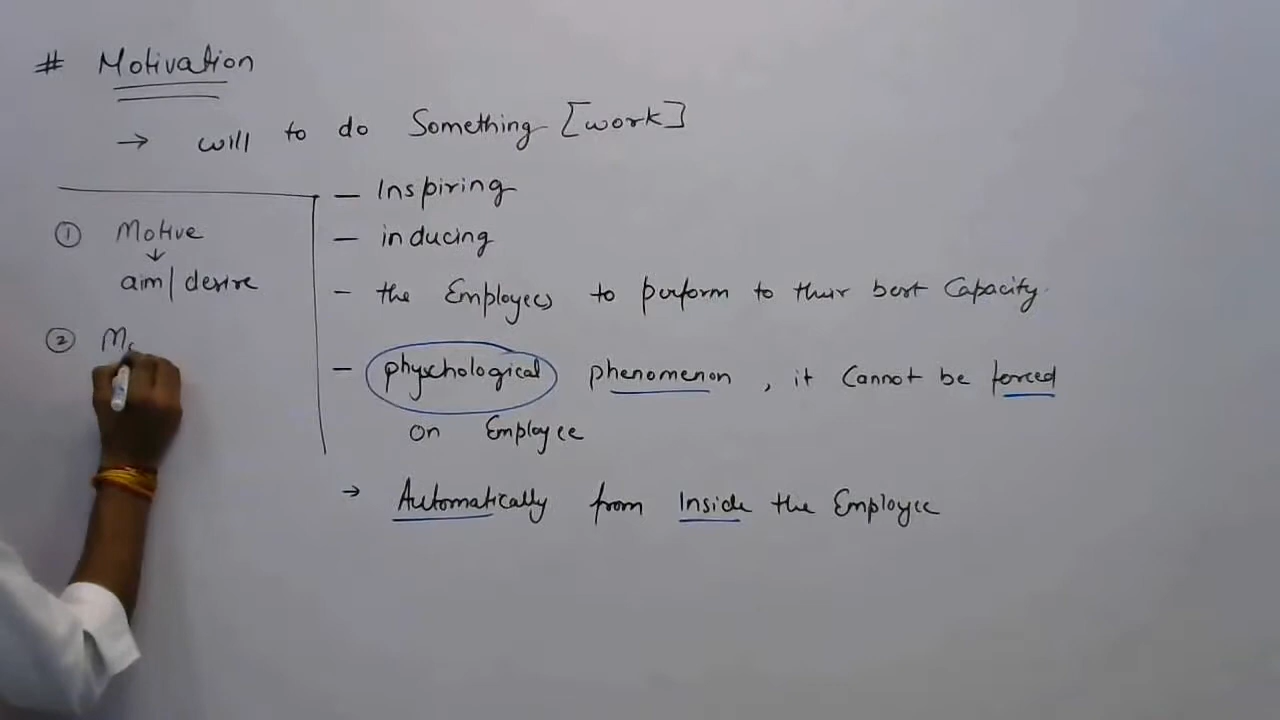 # Motivation
→ will to do Something [work]
① Motive
↓
aim/desire
② Mo
— Inspiring
— inducing
– the Employees to perform to their best Capacity.
– physchological phenomenon, it Cannot be forced
on Employee
→ Automatically from Inside the Employee